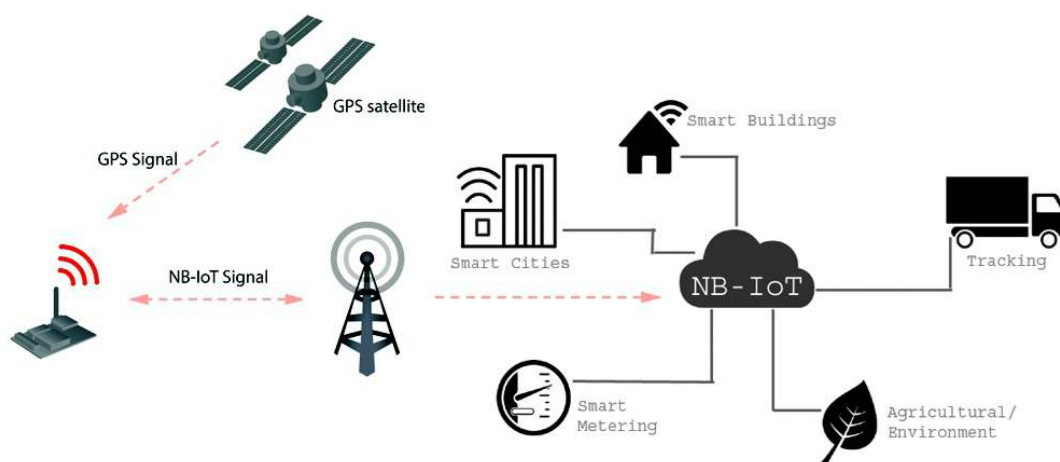 GPS satellite
GPS Signal
NB-IoT Signal
Smart Buildings
Smart Cities
Tracking
NB-IoT
Smart
Metering
Agricultural/
Environment